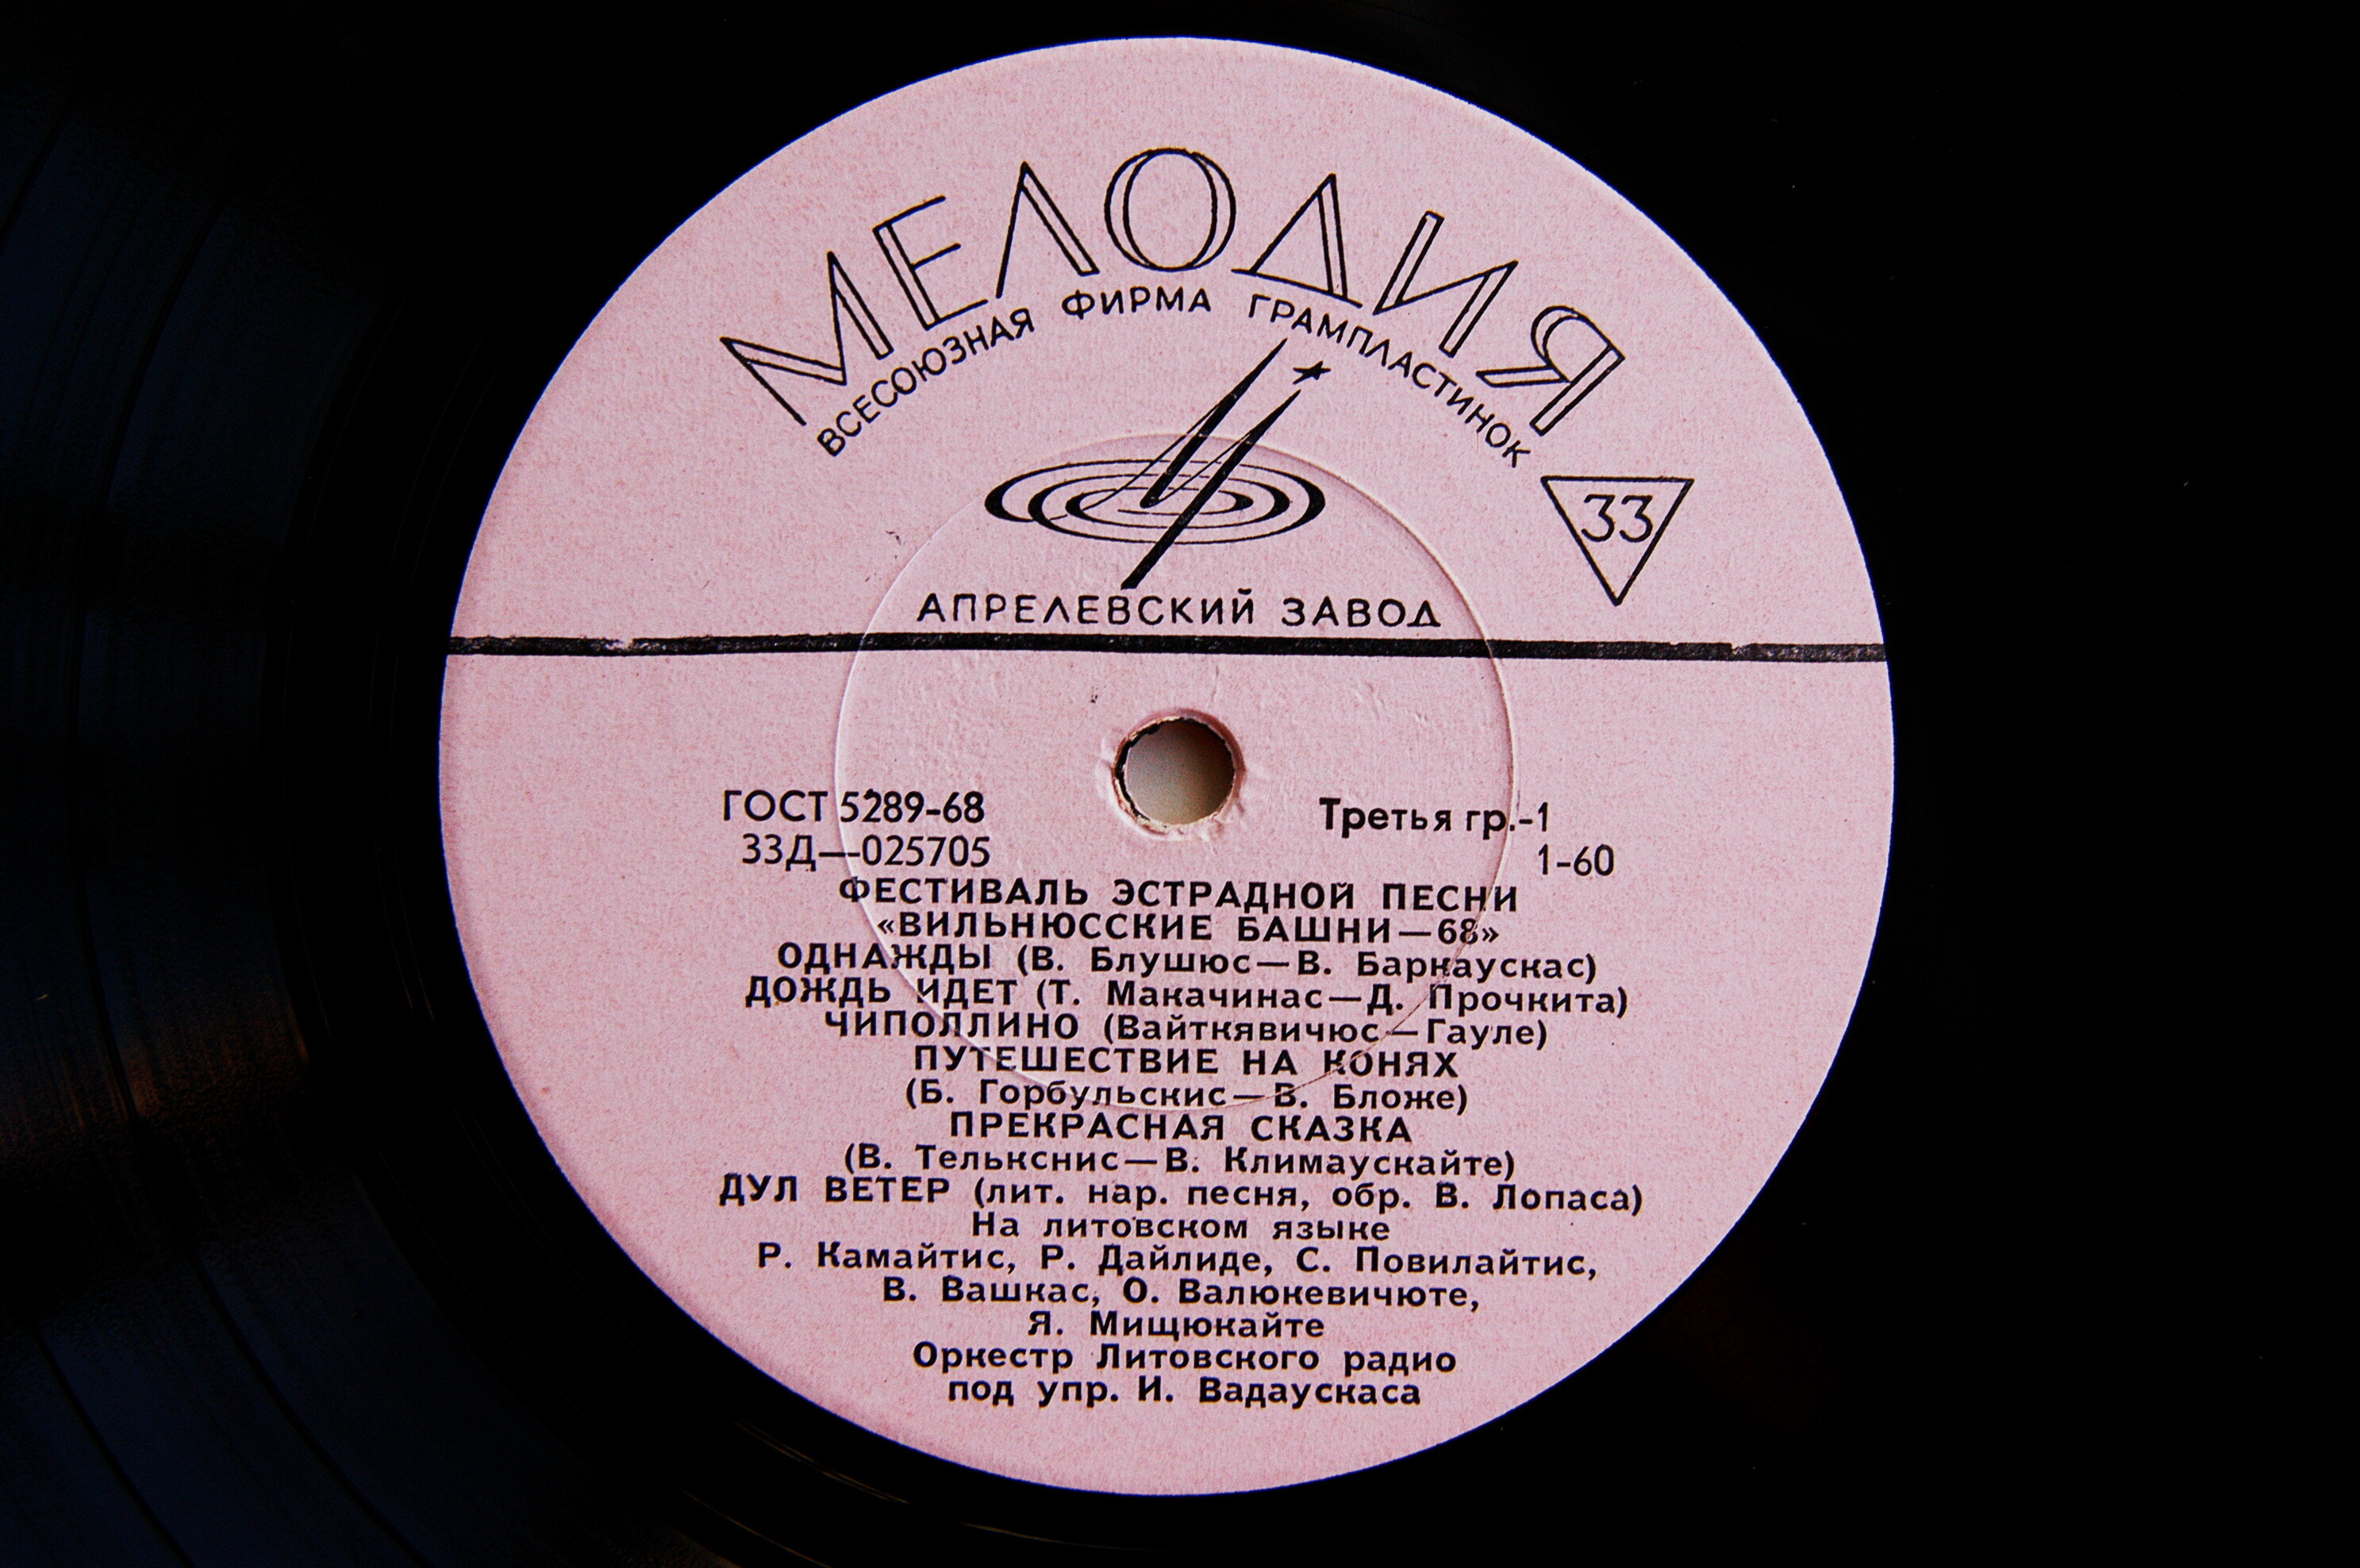 МЕЛОДИЯ
ВСЕСОЮЗНАЯ ФИРМА ГРАМПЛАСТИНОК
33
АПРЕЛЕВСКИЙ ЗАВОД
ГОСТ 5289-68 Третья гр.-1
33Д—025705 1-60
ФЕСТИВАЛЬ ЭСТРАДНОЙ ПЕСНИ
«ВИЛЬНЮССКИЕ БАШНИ—68»
ОДНАЖДЫ (В. Блушюс—В. Барнаускас)
ДОЖДЬ ИДЕТ (Т. Макачинас—Д. Прочкита)
ЧИПОЛЛИНО (Вайткявичюс—Гауле)
ПУТЕШЕСТВИЕ НА КОНЯХ
(Б. Горбульскис—В. Бложе)
ПРЕКРАСНАЯ СКАЗКА
(В. Телькснис—В. Климаускайте)
ДУЛ ВЕТЕР (лит. нар. песня, обр. В. Лопаса)
На литовском языке
Р. Камайтис, Р. Дайлиде, С. Повилайтис,
В. Вашкас, О. Валюкевичюте,
Я. Мищюкайте
Оркестр Литовского радио
под упр. И. Вадаускаса